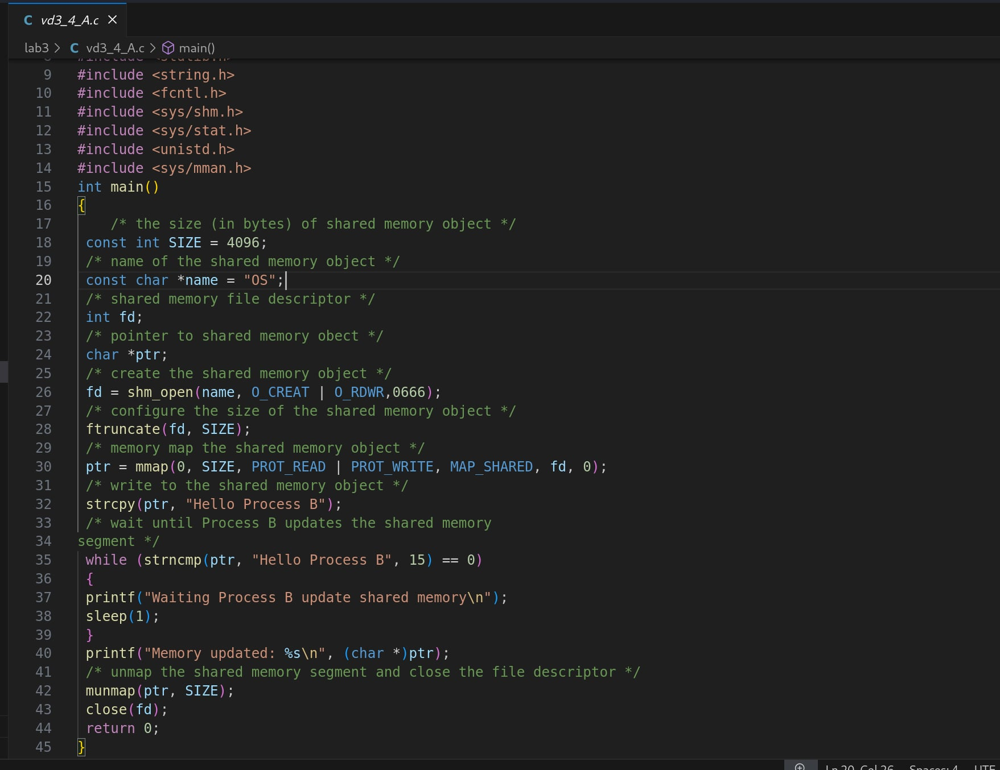 vd3_4_A.c
lab3 > vd3_4_A.c > main()
8 #include <stdlib.h>
9 #include <string.h>
10 #include <fcntl.h>
11 #include <sys/shm.h>
12 #include <sys/stat.h>
13 #include <unistd.h>
14 #include <sys/mman.h>
15 int main()
16 {
17 /* the size (in bytes) of shared memory object */
18 const int SIZE = 4096;
19 /* name of the shared memory object */
20 const char *name = "OS";
21 /* shared memory file descriptor */
22 int fd;
23 /* pointer to shared memory obect */
24 char *ptr;
25 /* create the shared memory object */
26 fd = shm_open(name, O_CREAT | O_RDWR,0666);
27 /* configure the size of the shared memory object */
28 ftruncate(fd, SIZE);
29 /* memory map the shared memory object */
30 ptr = mmap(0, SIZE, PROT_READ | PROT_WRITE, MAP_SHARED, fd, 0);
31 /* write to the shared memory object */
32 strcpy(ptr, "Hello Process B");
33 /* wait until Process B updates the shared memory
34 segment */
35 while (strncmp(ptr, "Hello Process B", 15) == 0)
36 {
37 printf("Waiting Process B update shared memory\n");
38 sleep(1);
39 }
40 printf("Memory updated: %s\n", (char *)ptr);
41 /* unmap the shared memory segment and close the file descriptor */
42 munmap(ptr, SIZE);
43 close(fd);
44 return 0;
45 }
Ln 20, Col 26 Spaces: 4 UTF